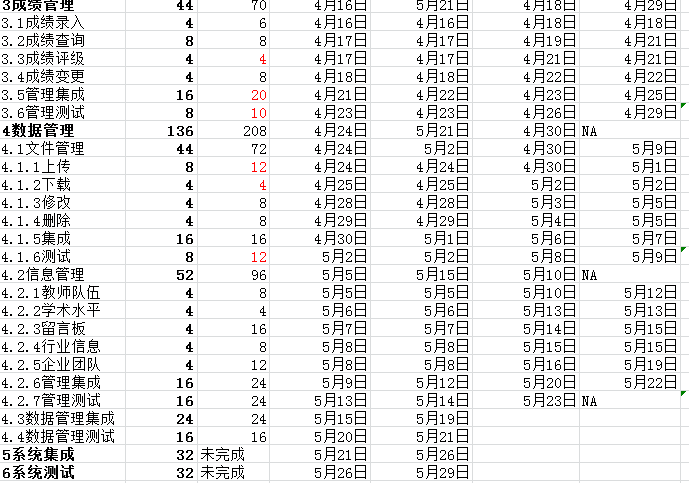 3成绩管理 44 70 4月16日 5月21日 4月18日 4月29日
3.1成绩录入 4 6 4月16日 4月16日 4月18日 4月18日
3.2成绩查询 8 8 4月17日 4月17日 4月19日 4月21日
3.3成绩评级 4 4 4月17日 4月17日 4月21日 4月21日
3.4成绩变更 4 8 4月18日 4月18日 4月22日 4月22日
3.5管理集成 16 20 4月21日 4月22日 4月23日 4月25日
3.6管理测试 8 10 4月23日 4月23日 4月26日 4月29日
4数据管理 136 208 4月24日 5月21日 4月30日 NA
4.1文件管理 44 72 4月24日 5月2日 4月30日 5月9日
4.1.1上传 8 12 4月24日 4月24日 4月30日 5月1日
4.1.2下载 4 4 4月25日 4月25日 5月2日 5月2日
4.1.3修改 4 8 4月28日 4月28日 5月3日 5月5日
4.1.4删除 4 8 4月29日 4月29日 5月4日 5月5日
4.1.5集成 16 16 4月30日 5月1日 5月6日 5月7日
4.1.6测试 8 12 5月2日 5月2日 5月8日 5月9日
4.2信息管理 52 96 5月5日 5月15日 5月10日 NA
4.2.1教师队伍 4 8 5月5日 5月5日 5月10日 5月12日
4.2.2学术水平 4 4 5月6日 5月6日 5月13日 5月13日
4.2.3留言板 4 16 5月7日 5月7日 5月14日 5月15日
4.2.4行业信息 4 8 5月8日 5月8日 5月15日 5月15日
4.2.5企业团队 4 12 5月8日 5月8日 5月16日 5月19日
4.2.6管理集成 16 24 5月9日 5月12日 5月20日 5月22日
4.2.7管理测试 16 24 5月13日 5月14日 5月23日 NA
4.3数据管理集成 24 24 5月15日 5月19日
4.4数据管理测试 16 16 5月20日 5月21日
5系统集成 32 未完成 5月21日 5月26日
6系统测试 32 未完成 5月26日 5月29日